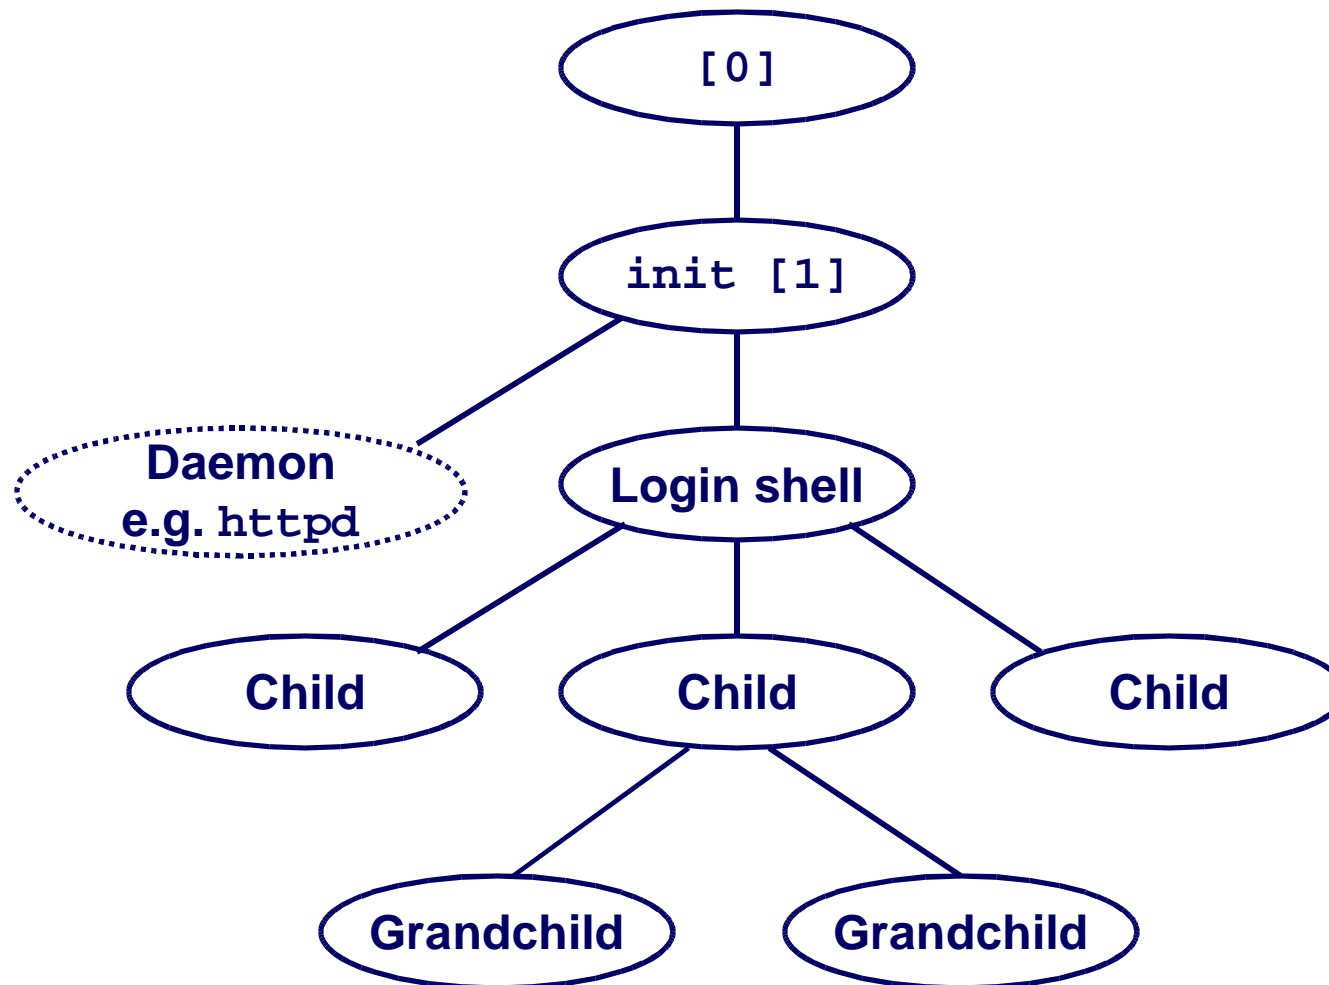 [0]
init [1]
Daemon
e.g. httpd
Login shell
Child
Child
Child
Grandchild
Grandchild